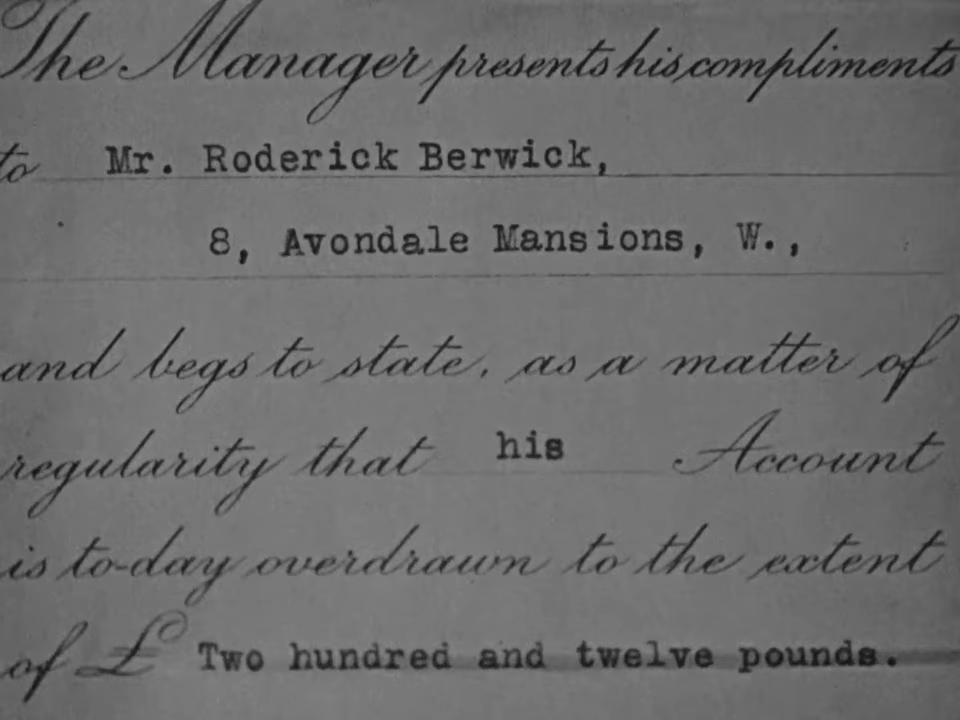 The Manager presents his compliments
to Mr. Roderick Berwick,
8, Avondale Mansions, W.,
and begs to state, as a matter of
regularity that his Account
is to-day overdrawn to the extent
of £ Two hundred and twelve pounds.